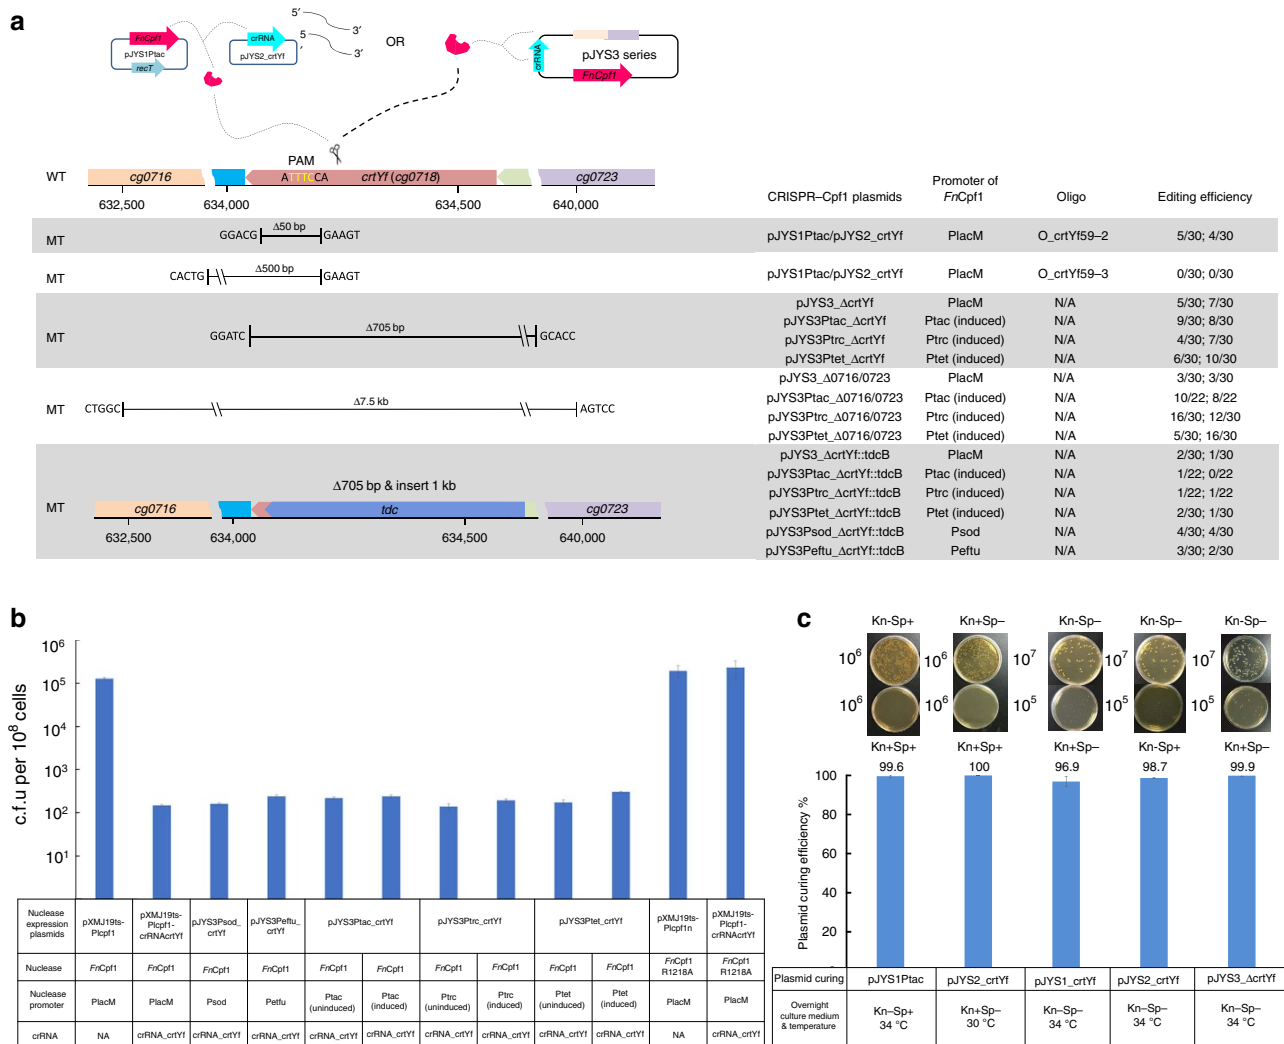 a
5′
3′
5
′
3′
FnCpf1
pJYS1Ptac
recT
crRNA
pJYS2_crtYf
OR
crRNA
pJYS3 series
FnCpf1
PAM
WT
cg0716
ATTTCCA
crtYf (cg0718)
cg0723
632,500
634,000
634,500
640,000
CRISPR–Cpf1 plasmids
Promoter of
FnCpf1
Oligo
Editing efficiency
MT
GGACG
Δ50 bp
GAAGT
pJYS1Ptac/pJYS2_crtYf
PlacM
O_crtYf59–2
5/30; 4/30
MT
CACTG
Δ500 bp
GAAGT
pJYS1Ptac/pJYS2_crtYf
PlacM
O_crtYf59–3
0/30; 0/30
MT
GGATC
Δ705 bp
GCACC
pJYS3_ΔcrtYf PlacM N/A 5/30; 7/30
pJYS3Ptac_ΔcrtYf Ptac (induced) N/A 9/30; 8/30
pJYS3Ptrc_ΔcrtYf Ptrc (induced) N/A 4/30; 7/30
pJYS3Ptet_ΔcrtYf Ptet (induced) N/A 6/30; 10/30
MT
CTGGC
Δ7.5 kb
AGTCC
pJYS3_Δ0716/0723 PlacM N/A 3/30; 3/30
pJYS3Ptac_Δ0716/0723 Ptac (induced) N/A 10/22; 8/22
pJYS3Ptrc_Δ0716/0723 Ptrc (induced) N/A 16/30; 12/30
pJYS3Ptet_Δ0716/0723 Ptet (induced) N/A 5/30; 16/30
MT
Δ705 bp & insert 1 kb
cg0716
tdc
cg0723
632,500
634,000
634,500
640,000
pJYS3_ΔcrtYf::tdcB PlacM N/A 2/30; 1/30
pJYS3Ptac_ΔcrtYf::tdcB Ptac (induced) N/A 1/22; 0/22
pJYS3Ptrc_ΔcrtYf::tdcB Ptrc (induced) N/A 1/22; 1/22
pJYS3Ptet_ΔcrtYf::tdcB Ptet (induced) N/A 2/30; 1/30
pJYS3Psod_ΔcrtYf::tdcB Psod N/A 4/30; 4/30
pJYS3Peftu_ΔcrtYf::tdcB Peftu N/A 3/30; 2/30
b
c.f.u per 10⁸ cells
10⁶
10⁵
10⁴
10³
10²
10¹
Nuclease
expression
plasmids
pXMJ19ts-
Plcpf1
pXMJ19ts-
Plcpf1-
crRNAcrtYf
pJYS3Psod_
crtYf
pJYS3Peftu_
crtYf
pJYS3Ptac_crtYf
pJYS3Ptrc_crtYf
pJYS3Ptet_crtYf
pXMJ19ts-
Plcpf1n
pXMJ19ts-
Plcpf1-
crRNAcrtYf
Nuclease
FnCpf1
FnCpf1
FnCpf1
FnCpf1
FnCpf1
FnCpf1
FnCpf1
FnCpf1
FnCpf1
FnCpf1
FnCpf1
R1218A
FnCpf1
R1218A
Nuclease
promoter
PlacM
PlacM
Psod
Petfu
Ptac
(uninduced)
Ptac
(induced)
Ptrc
(uninduced)
Ptrc
(induced)
Ptet
(uninduced)
Ptet
(induced)
PlacM
PlacM
crRNA
NA
crRNA_crtYf
crRNA_crtYf
crRNA_crtYf
crRNA_crtYf
crRNA_crtYf
crRNA_crtYf
crRNA_crtYf
crRNA_crtYf
crRNA_crtYf
NA
crRNA_crtYf
c
Kn-Sp+
Kn+Sp–
Kn-Sp–
Kn-Sp–
Kn-Sp–
10⁶
10⁶
10⁷
10⁷
10⁷
10⁶
10⁶
10⁵
10⁵
10⁵
Kn+Sp+
Kn+Sp+
Kn+Sp–
Kn-Sp+
Kn+Sp–
99.6
100
96.9
98.7
99.9
Plasmid curing efficiency %
100
80
60
40
20
Plasmid curing
pJYS1Ptac
pJYS2_crtYf
pJYS1_crtYf
pJYS2_crtYf
pJYS3_ΔcrtYf
Overnight
culture medium
& temperature
Kn–Sp+
34 °C
Kn+Sp–
30 °C
Kn–Sp–
34 °C
Kn–Sp–
34 °C
Kn–Sp–
34 °C